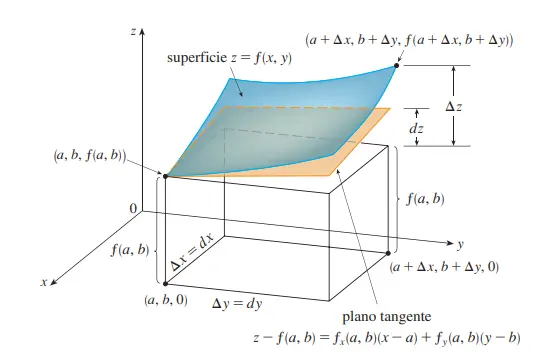 z
(a + Δx, b + Δy, f(a + Δx, b + Δy))
superficie z = f(x, y)
Δz
dz
(a, b, f(a, b))
f(a, b)
0
y
f(a, b)
Δx = dx
(a + Δx, b + Δy, 0)
x
(a, b, 0)
Δy = dy
plano tangente
z − f(a, b) = fₓ(a, b)(x − a) + f_y(a, b)(y − b)